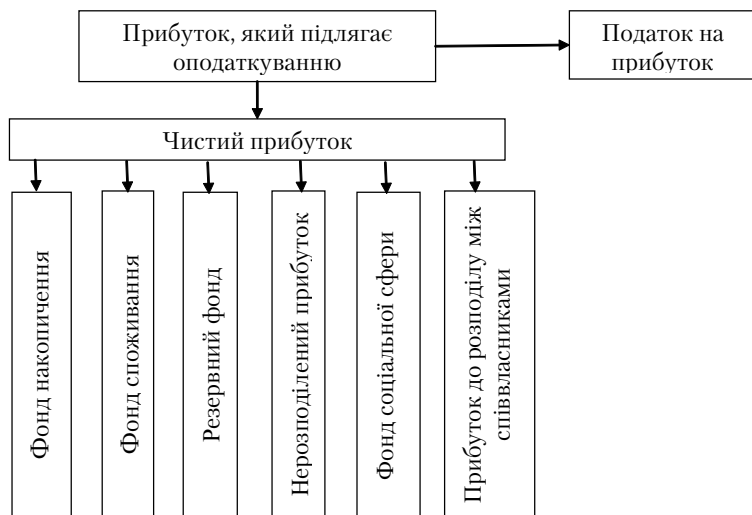 Прибуток, який підлягає
оподаткуванню
Податок на
прибуток
Чистий прибуток
Фонд накопичення
Фонд споживання
Резервний фонд
Нерозподілений прибуток
Фонд соціальної сфери
Прибуток до розподілу між
співвласниками